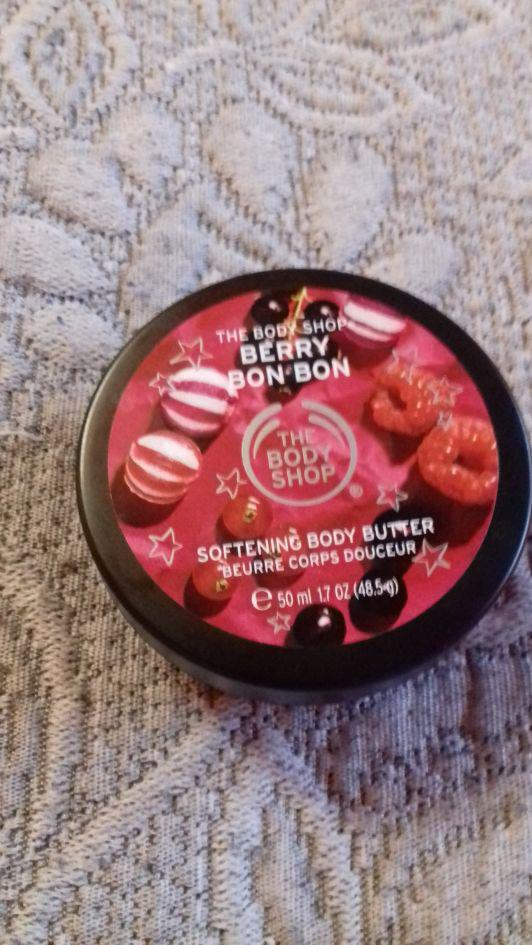 THE BODY SHOP
BERRY
BON BON
THE
BODY
SHOP
®
SOFTENING BODY BUTTER
BEURRE CORPS DOUCEUR
℮ 50 ml 1.7 OZ (48.5 g)